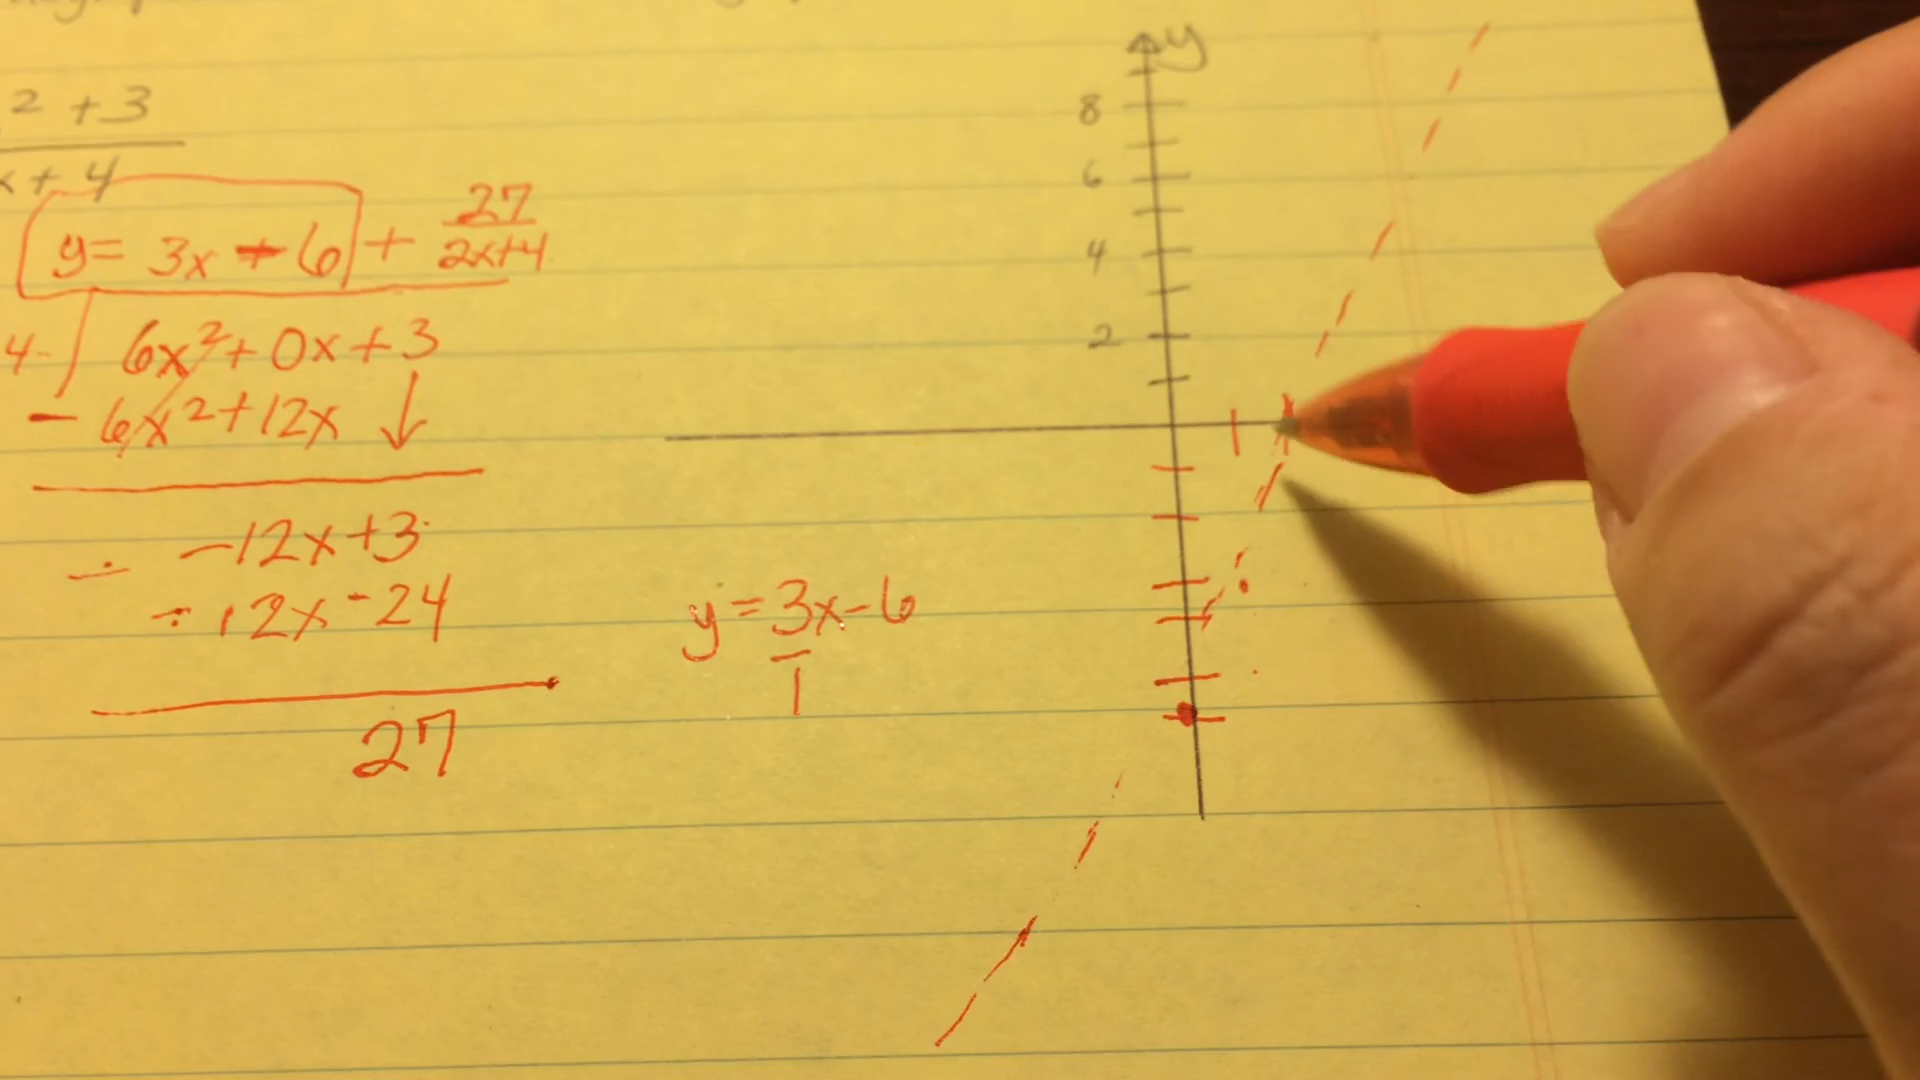 2 + 3
x + 4
y = 3x - 6 + 27
2x+4
4 6x² + 0x + 3
- 6x² + 12x
- -12x + 3
-12x - 24
27
y = 3x - 6
1
y
8
6
4
2